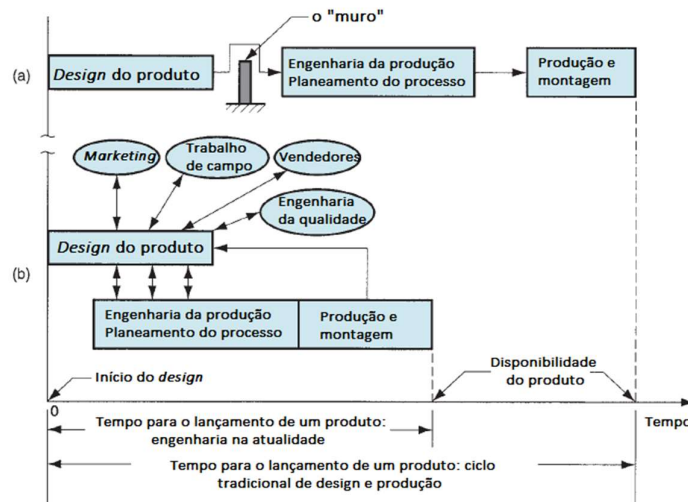 o "muro"
(a)
Design do produto
Engenharia da produção
Planeamento do processo
Produção e
montagem
Marketing
Trabalho
de campo
Vendedores
Engenharia
da qualidade
Design do produto
(b)
Engenharia da produção
Planeamento do processo
Produção e
montagem
Início do design
Disponibilidade
do produto
0
Tempo
Tempo para o lançamento de um produto:
engenharia na atualidade
Tempo para o lançamento de um produto: ciclo
tradicional de design e produção